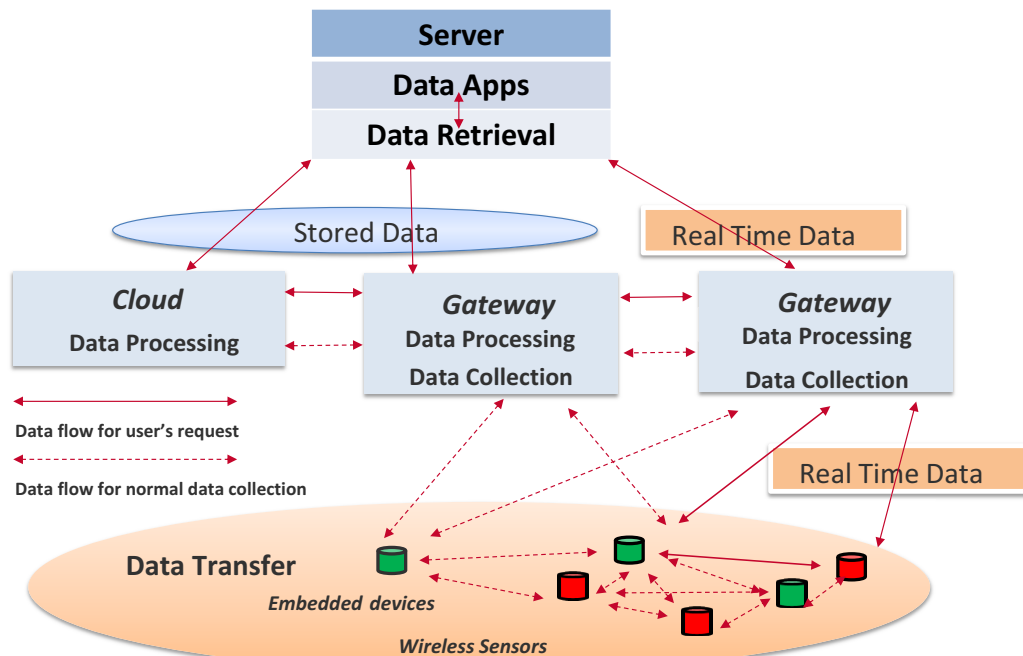 Server
Data Apps
Data Retrieval
Stored Data
Real Time Data
Cloud
Data Processing
Gateway
Data Processing
Data Collection
Gateway
Data Processing
Data Collection
Data flow for user's request
Data flow for normal data collection
Real Time Data
Data Transfer
Embedded devices
Wireless Sensors